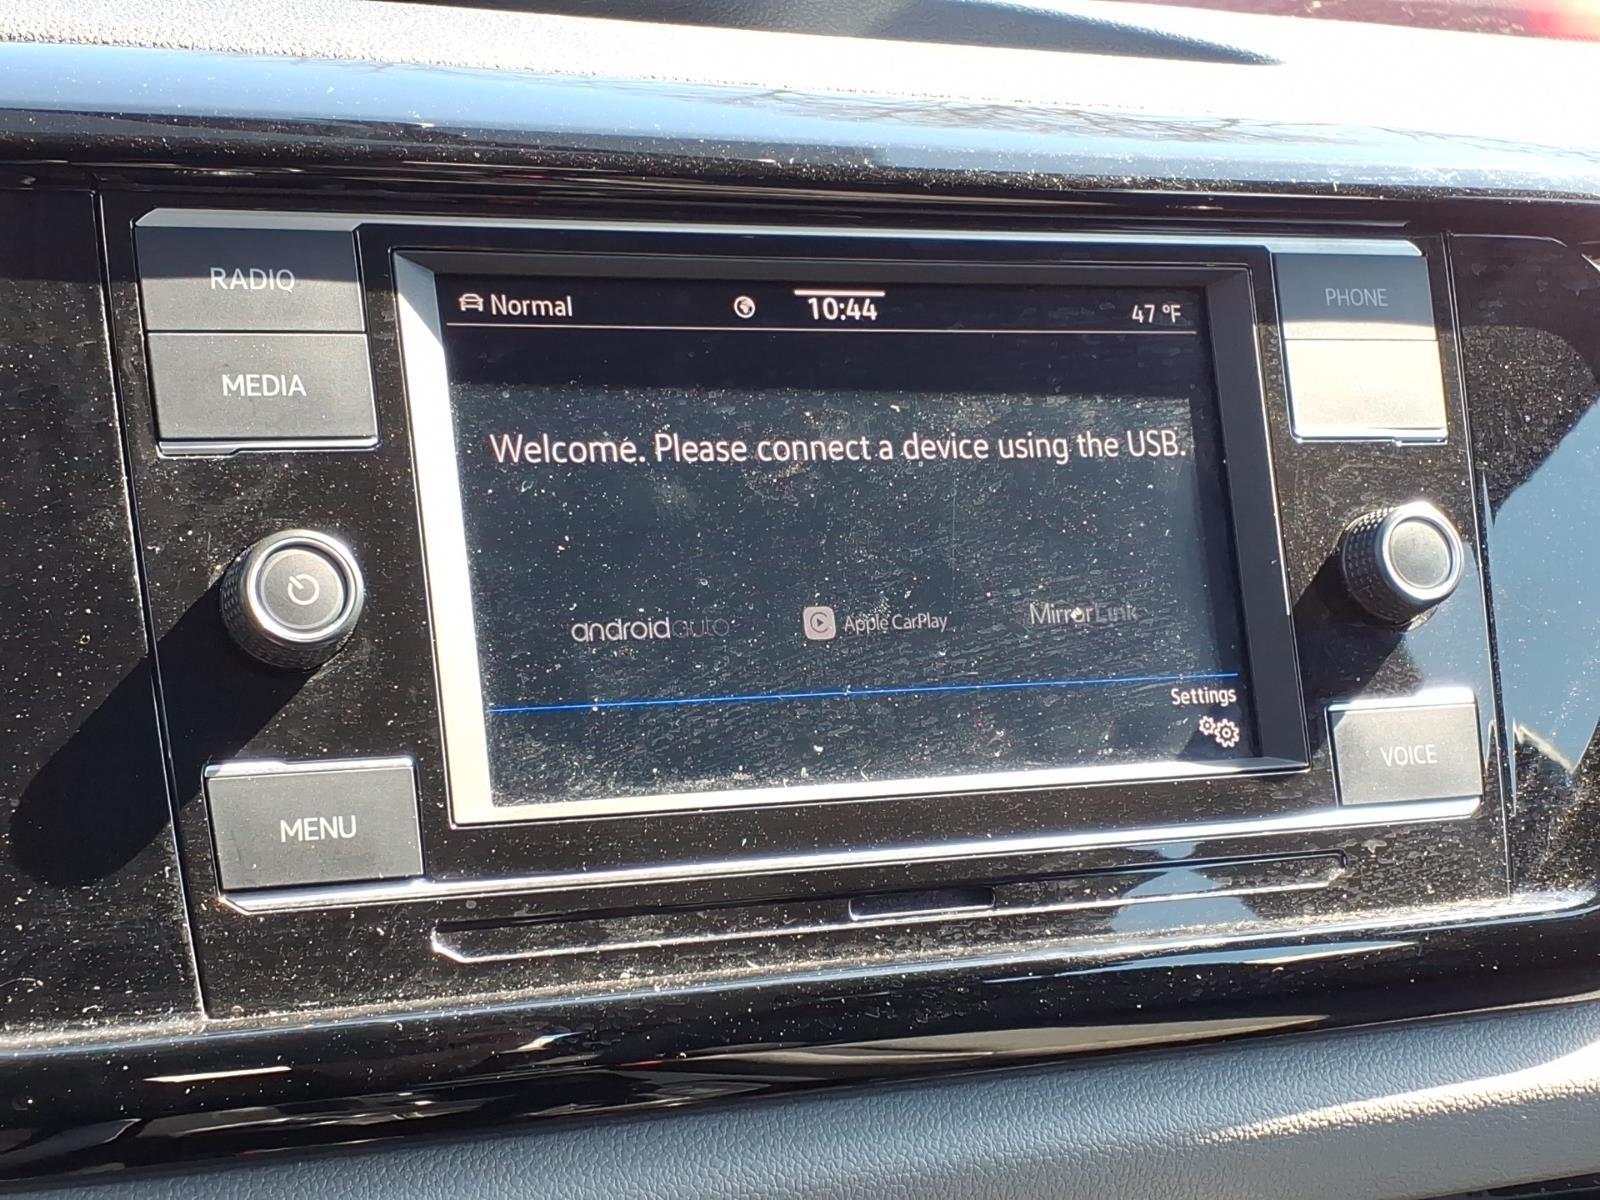 RADIO
MEDIA
Normal
10:44
47 °F
PHONE
Welcome. Please connect a device using the USB.
androidauto
Apple CarPlay
MirrorLink
Settings
MENU
VOICE